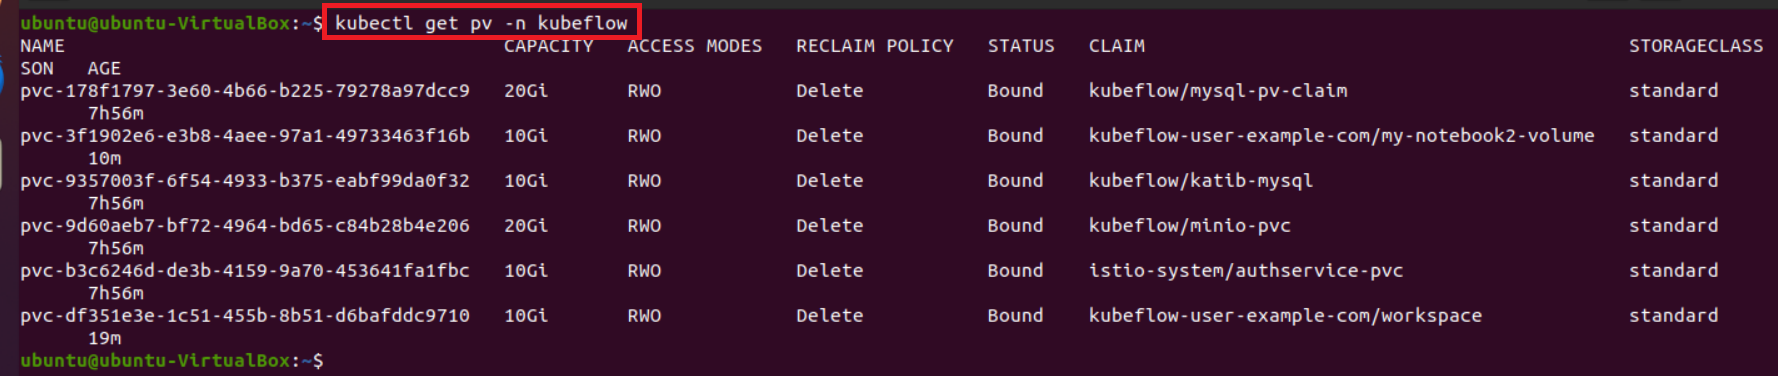 ubuntu@ubuntu-VirtualBox:~$ kubectl get pv -n kubeflow
NAME CAPACITY ACCESS MODES RECLAIM POLICY STATUS CLAIM STORAGECLASS
SON AGE
pvc-178f1797-3e60-4b66-b225-79278a97dcc9 20Gi RWO Delete Bound kubeflow/mysql-pv-claim standard
7h56m
pvc-3f1902e6-e3b8-4aee-97a1-49733463f16b 10Gi RWO Delete Bound kubeflow-user-example-com/my-notebook2-volume standard
10m
pvc-9357003f-6f54-4933-b375-eabf99da0f32 10Gi RWO Delete Bound kubeflow/katib-mysql standard
7h56m
pvc-9d60aeb7-bf72-4964-bd65-c84b28b4e206 20Gi RWO Delete Bound kubeflow/minio-pvc standard
7h56m
pvc-b3c6246d-de3b-4159-9a70-453641fa1fbc 10Gi RWO Delete Bound istio-system/authservice-pvc standard
7h56m
pvc-df351e3e-1c51-455b-8b51-d6bafddc9710 10Gi RWO Delete Bound kubeflow-user-example-com/workspace standard
19m
ubuntu@ubuntu-VirtualBox:~$